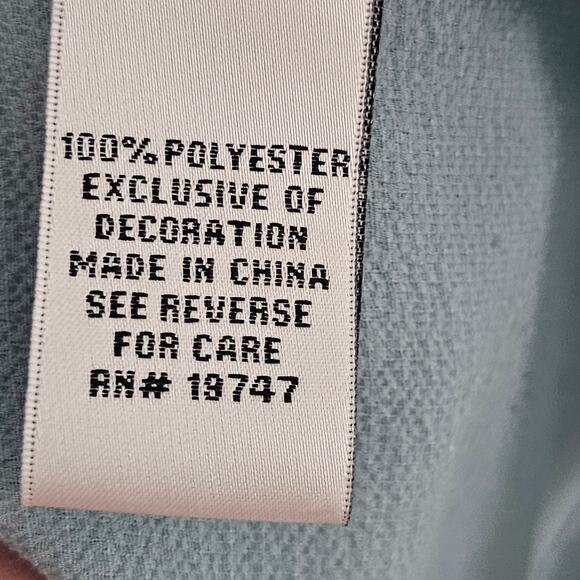 100% POLYESTER
EXCLUSIVE OF
DECORATION
MADE IN CHINA
SEE REVERSE
FOR CARE
RN# 19747